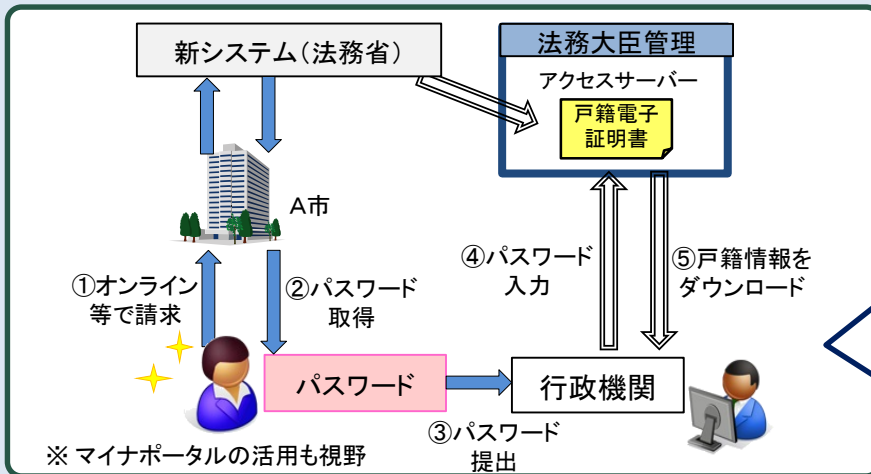 新システム(法務省)
法務大臣管理
アクセスサーバー
戸籍電子
証明書
A市
①オンライン
等で請求
②パスワード
取得
④パスワード
入力
⑤戸籍情報を
ダウンロード
パスワード
行政機関
③パスワード
提出
※ マイナポータルの活用も視野